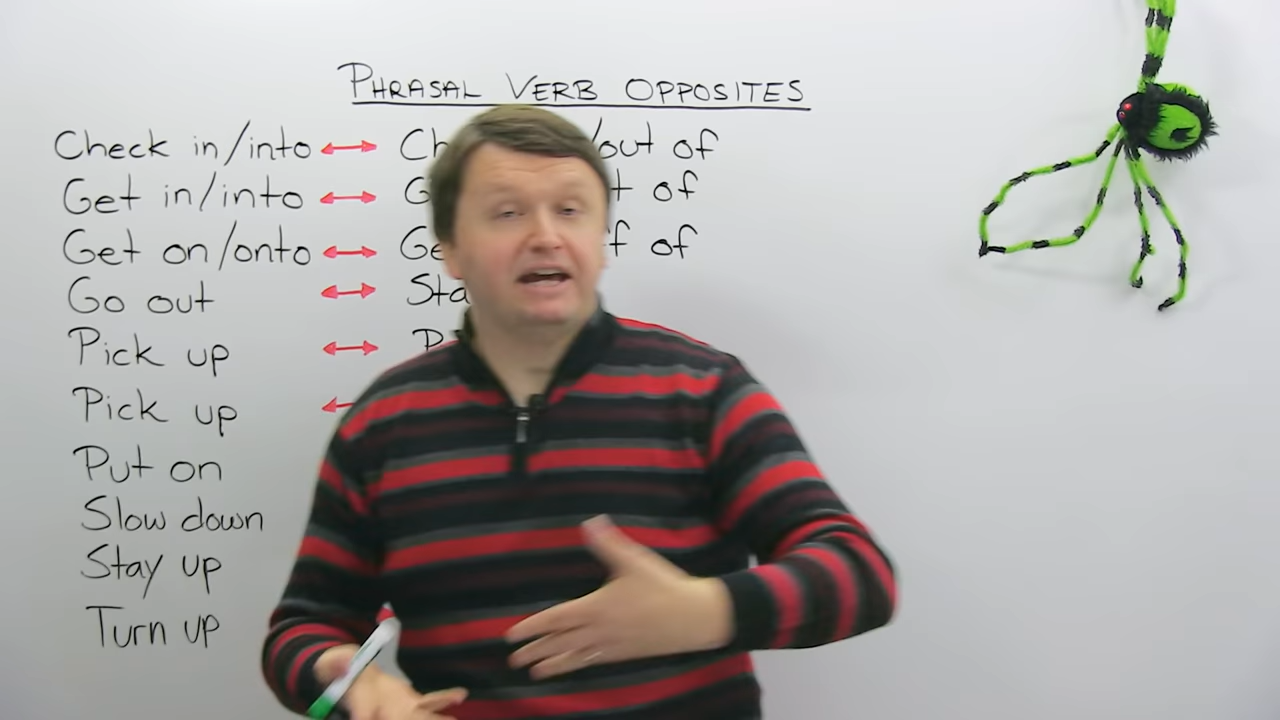 PHRASAL VERB OPPOSITES
Check in/into ↔ /out of
Get in/into ↔ of
Get on/onto ↔ of
Go out ↔
Pick up ↔
Pick up
Put on
Slow down
Stay up
Turn up